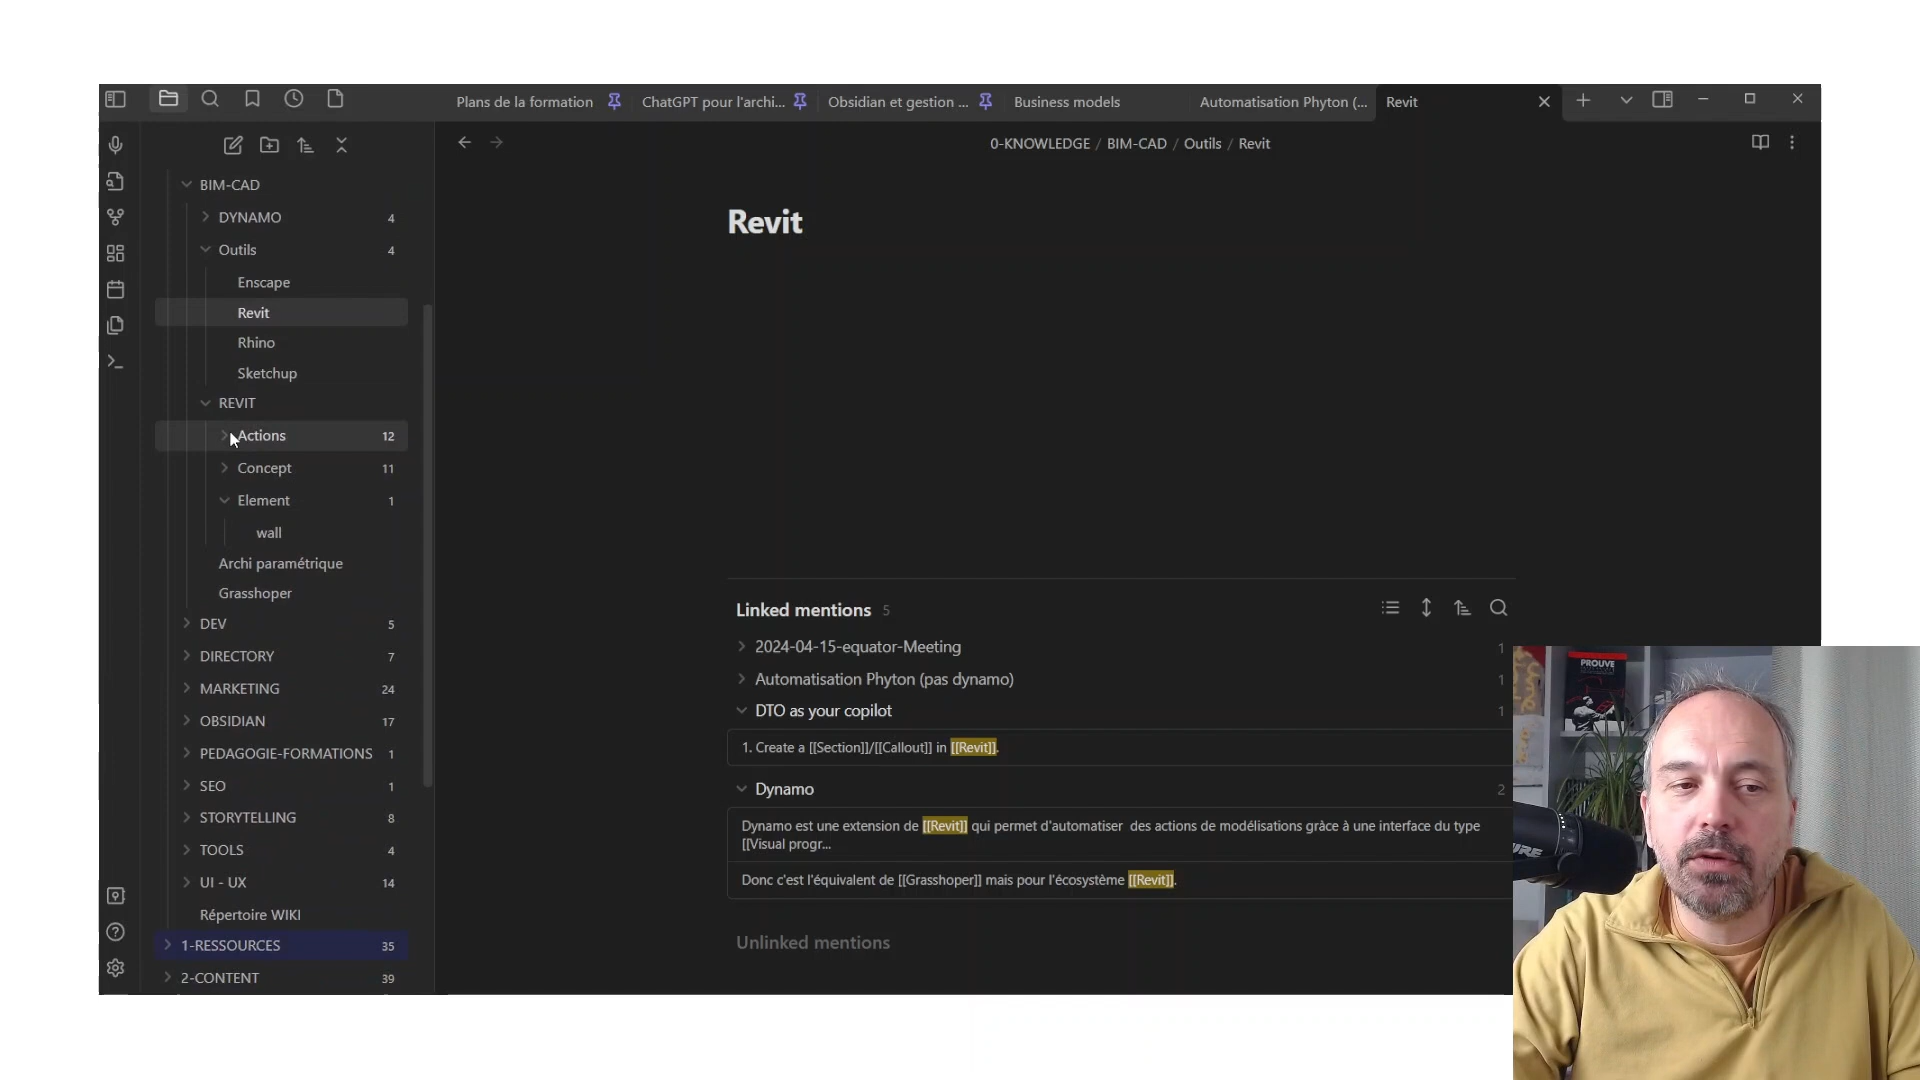 Plans de la formation
ChatGPT pour l'archi...
Obsidian et gestion ...
Business models
Automatisation Phyton (...
Revit
0-KNOWLEDGE / BIM-CAD / Outils / Revit
BIM-CAD
DYNAMO 4
Outils 4
Enscape
Revit
Rhino
Sketchup
REVIT
Actions 12
Concept 11
Element 1
wall
Archi paramétrique
Grasshoper
DEV 5
DIRECTORY 7
MARKETING 24
OBSIDIAN 17
PEDAGOGIE-FORMATIONS 1
SEO 1
STORYTELLING 8
TOOLS 4
UI - UX 14
Répertoire WIKI
1-RESSOURCES 35
2-CONTENT 39
Revit
Linked mentions 5
2024-04-15-equator-Meeting 1
Automatisation Phyton (pas dynamo) 1
DTO as your copilot 1
1. Create a [[Section]]/[[Callout]] in [[Revit]].
Dynamo 2
Dynamo est une extension de [[Revit]] qui permet d'automatiser des actions de modélisations grâce à une interface du type
[[Visual progr...
Donc c'est l'équivalent de [[Grasshoper]] mais pour l'écosystème [[Revit]].
Unlinked mentions
PROUVE